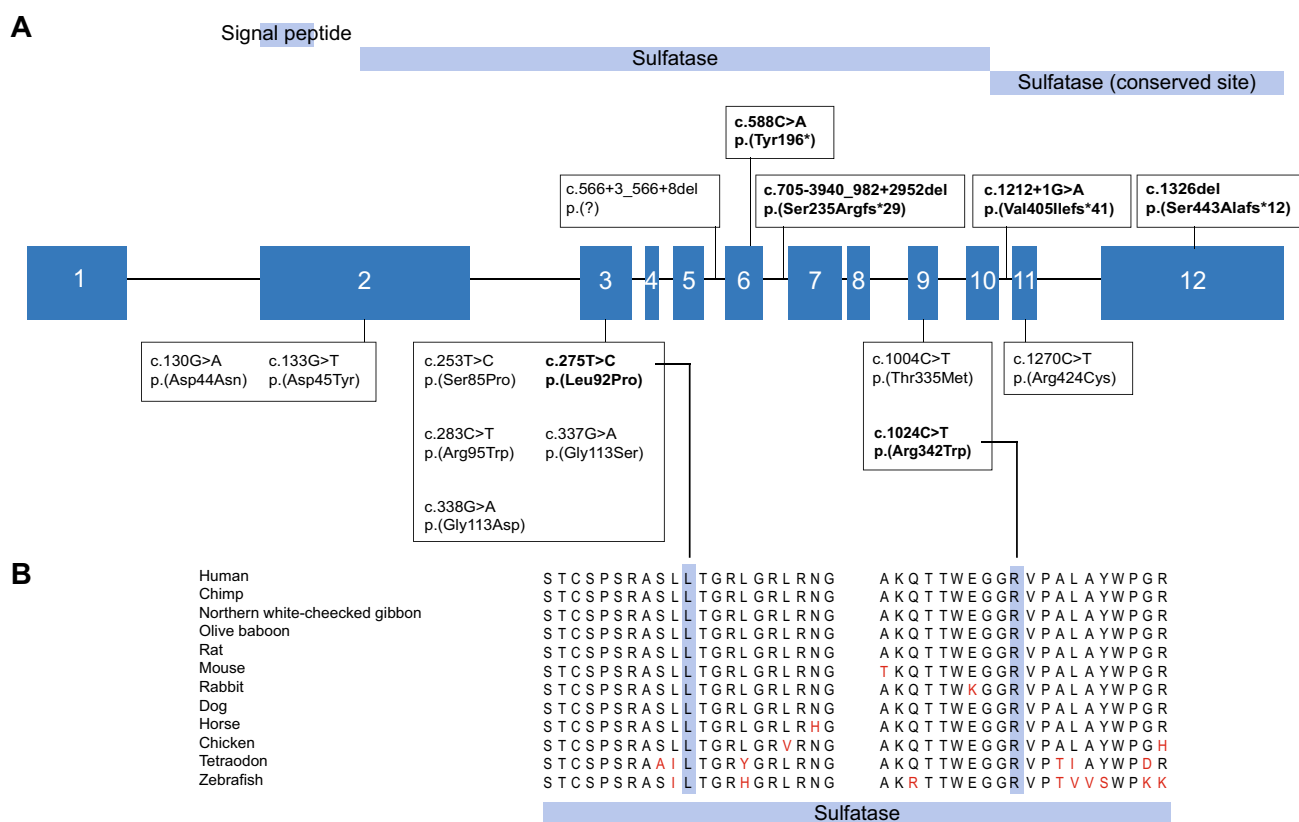 A
Signal peptide
Sulfatase
Sulfatase (conserved site)
c.588C>A
p.(Tyr196*)
c.566+3_566+8del
p.(?)
c.705-3940_982+2952del
p.(Ser235Argfs*29)
c.1212+1G>A
p.(Val405Ilefs*41)
c.1326del
p.(Ser443Alafs*12)
1 2 3 4 5 6 7 8 9 10 11 12
c.130G>A c.133G>T
p.(Asp44Asn) p.(Asp45Tyr)
c.253T>C c.275T>C
p.(Ser85Pro) p.(Leu92Pro)
c.283C>T c.337G>A
p.(Arg95Trp) p.(Gly113Ser)
c.338G>A
p.(Gly113Asp)
c.1004C>T
p.(Thr335Met)
c.1024C>T
p.(Arg342Trp)
c.1270C>T
p.(Arg424Cys)
B
Human S T C S P S R A S L L T G R L G R L R N G A K Q T T W E G G R V P A L A Y W P G R
Chimp S T C S P S R A S L L T G R L G R L R N G A K Q T T W E G G R V P A L A Y W P G R
Northern white-cheecked gibbon S T C S P S R A S L L T G R L G R L R N G A K Q T T W E G G R V P A L A Y W P G R
Olive baboon S T C S P S R A S L L T G R L G R L R N G A K Q T T W E G G R V P A L A Y W P G R
Rat S T C S P S R A S L L T G R L G R L R N G A K Q T T W E G G R V P A L A Y W P G R
Mouse S T C S P S R A S L L T G R L G R L R N G T K Q T T W E G G R V P A L A Y W P G R
Rabbit S T C S P S R A S L L T G R L G R L R N G A K Q T T W K G G R V P A L A Y W P G R
Dog S T C S P S R A S L L T G R L G R L R N G A K Q T T W E G G R V P A L A Y W P G R
Horse S T C S P S R A S L L T G R L G R L R H G A K Q T T W E G G R V P A L A Y W P G R
Chicken S T C S P S R A S L L T G R L G R V R N G A K Q T T W E G G R V P A L A Y W P G H
Tetraodon S T C S P S R A A I L T G R Y G R L R N G A K Q T T W E G G R V P T I A Y W P D R
Zebrafish S T C S P S R A S I L T G R H G R L R N G A K R T T W E G G R V P T V V S W P K K
Sulfatase